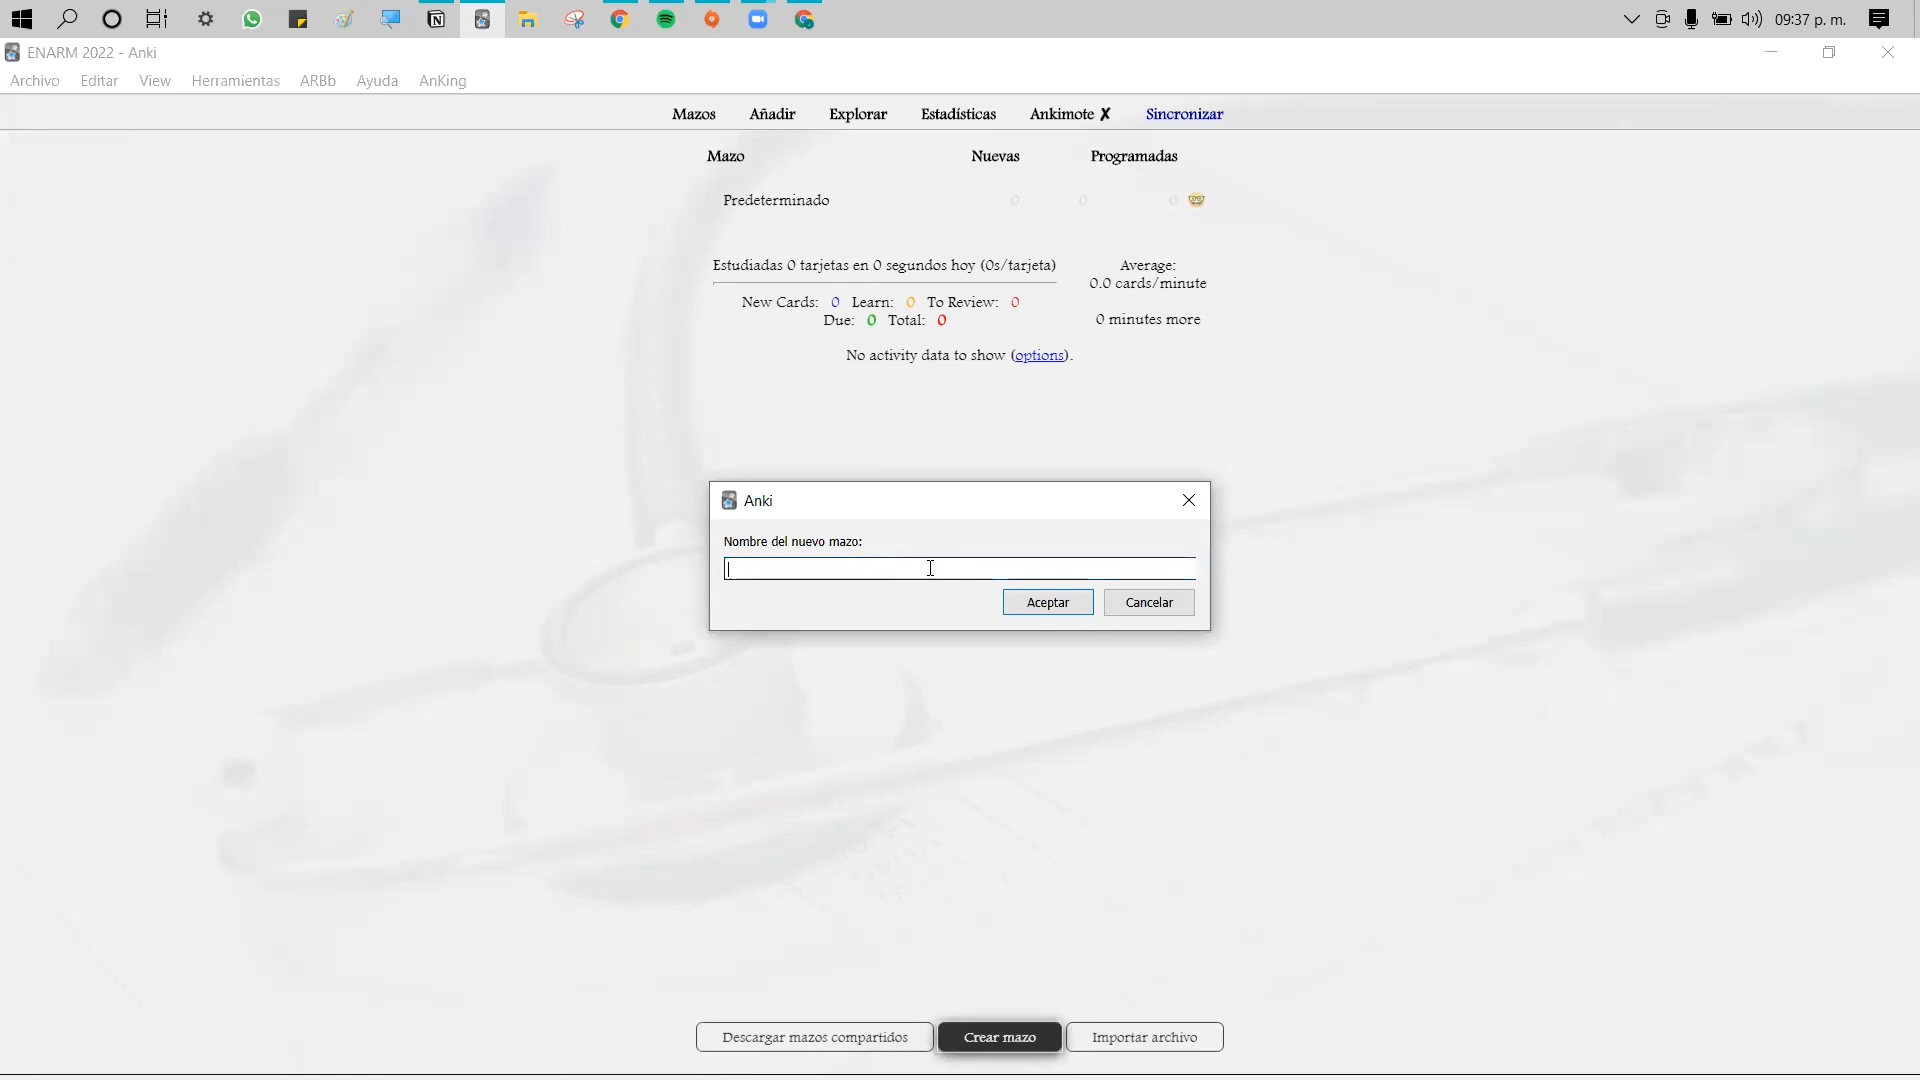 09:37 p. m.
ENARM 2022 - Anki
Archivo Editar View Herramientas ARBb Ayuda AnKing
Mazos Añadir Explorar Estadísticas Ankimote ✘ Sincronizar
Mazo Nuevas Programadas
Predeterminado 0 0 0
Estudiadas 0 tarjetas en 0 segundos hoy (0s/tarjeta)
New Cards: 0 Learn: 0 To Review: 0
Due: 0 Total: 0
Average:
0.0 cards/minute
0 minutes more
No activity data to show (options).
Anki
Nombre del nuevo mazo:
Aceptar Cancelar
Descargar mazos compartidos Crear mazo Importar archivo